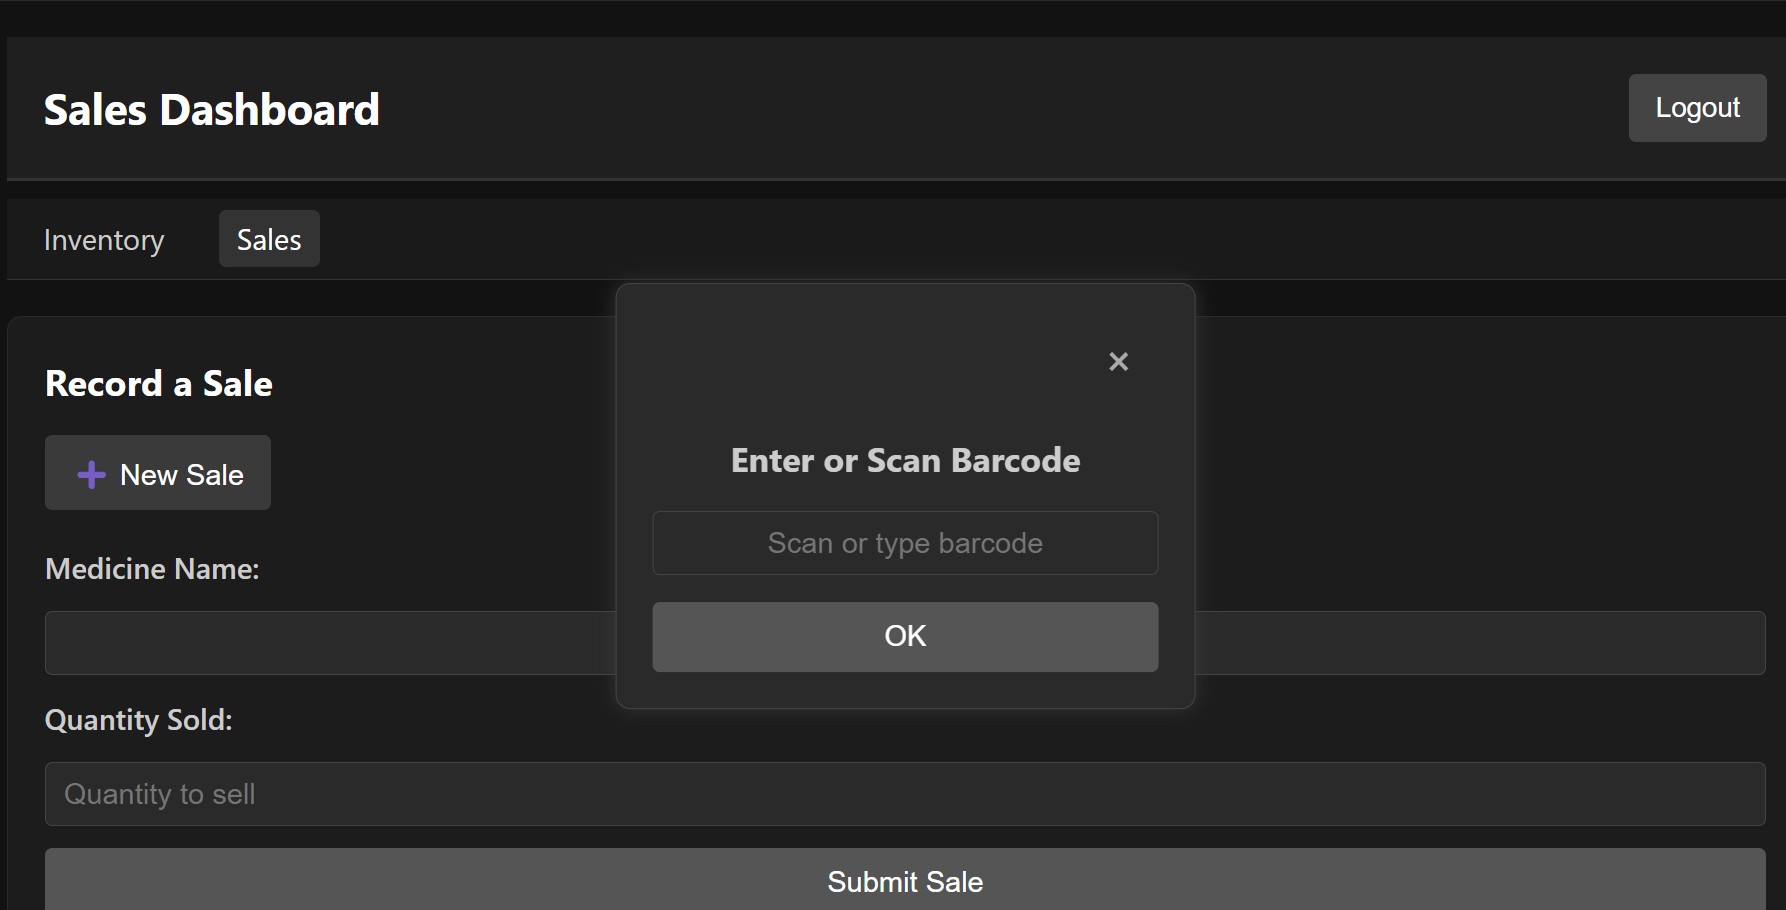 Sales Dashboard
Logout
Inventory
Sales
Record a Sale
New Sale
×
Enter or Scan Barcode
Scan or type barcode
OK
Medicine Name:
Quantity Sold:
Quantity to sell
Submit Sale